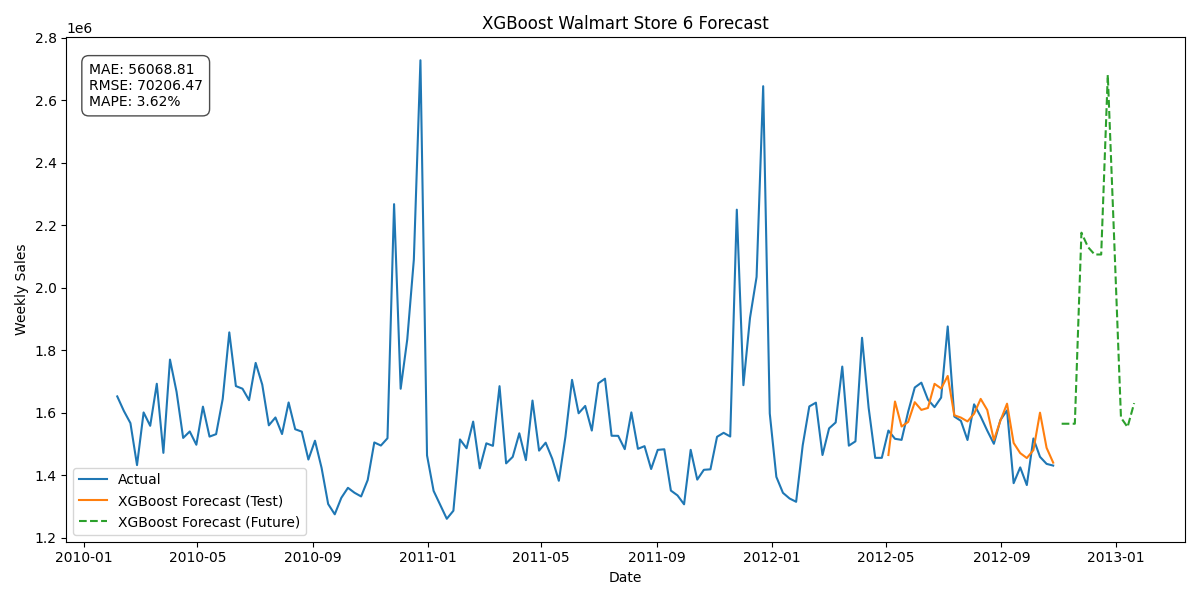 XGBoost Walmart Store 6 Forecast
1e6
2.8
2.6
2.4
2.2
2.0
1.8
1.6
1.4
1.2
Weekly Sales
MAE: 56068.81
RMSE: 70206.47
MAPE: 3.62%
Actual
XGBoost Forecast (Test)
XGBoost Forecast (Future)
2010-01 2010-05 2010-09 2011-01 2011-05 2011-09 2012-01 2012-05 2012-09 2013-01
Date